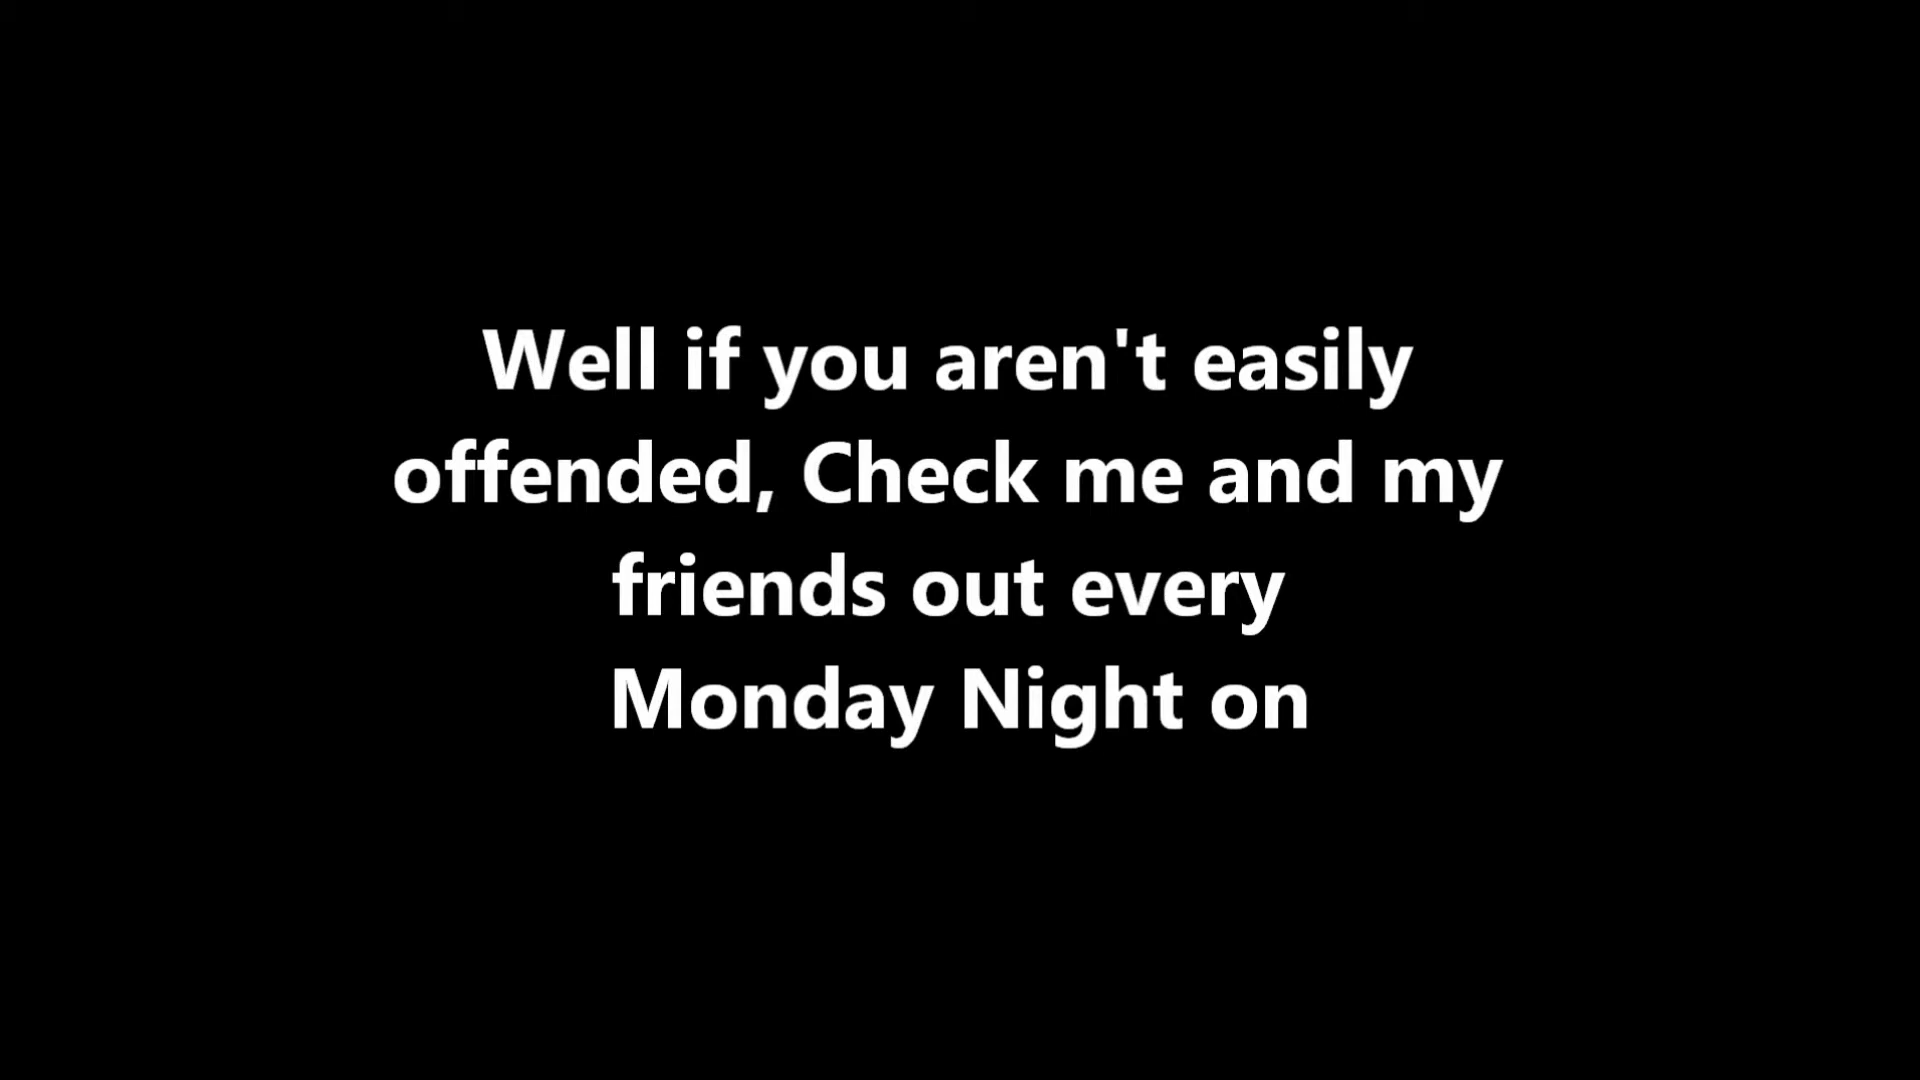 Well if you aren't easily
offended, Check me and my
friends out every
Monday Night on